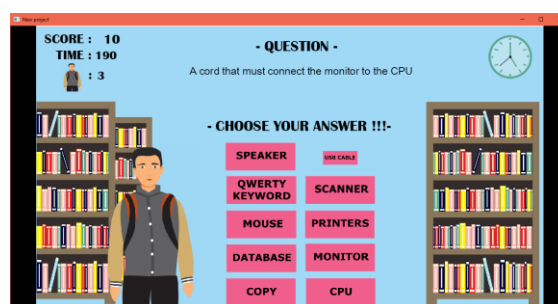 New project
SCORE : 10
TIME : 190
: 3
- QUESTION -
A cord that must connect the monitor to the CPU
- CHOOSE YOUR ANSWER !!!-
SPEAKER
USB CABLE
QWERTY
KEYWORD
SCANNER
MOUSE
PRINTERS
DATABASE
MONITOR
COPY
CPU